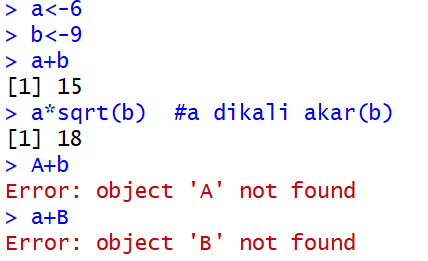 > a<-6
> b<-9
> a+b
[1] 15
> a*sqrt(b)  #a dikali akar(b)
[1] 18
> A+b
Error: object 'A' not found
> a+B
Error: object 'B' not found